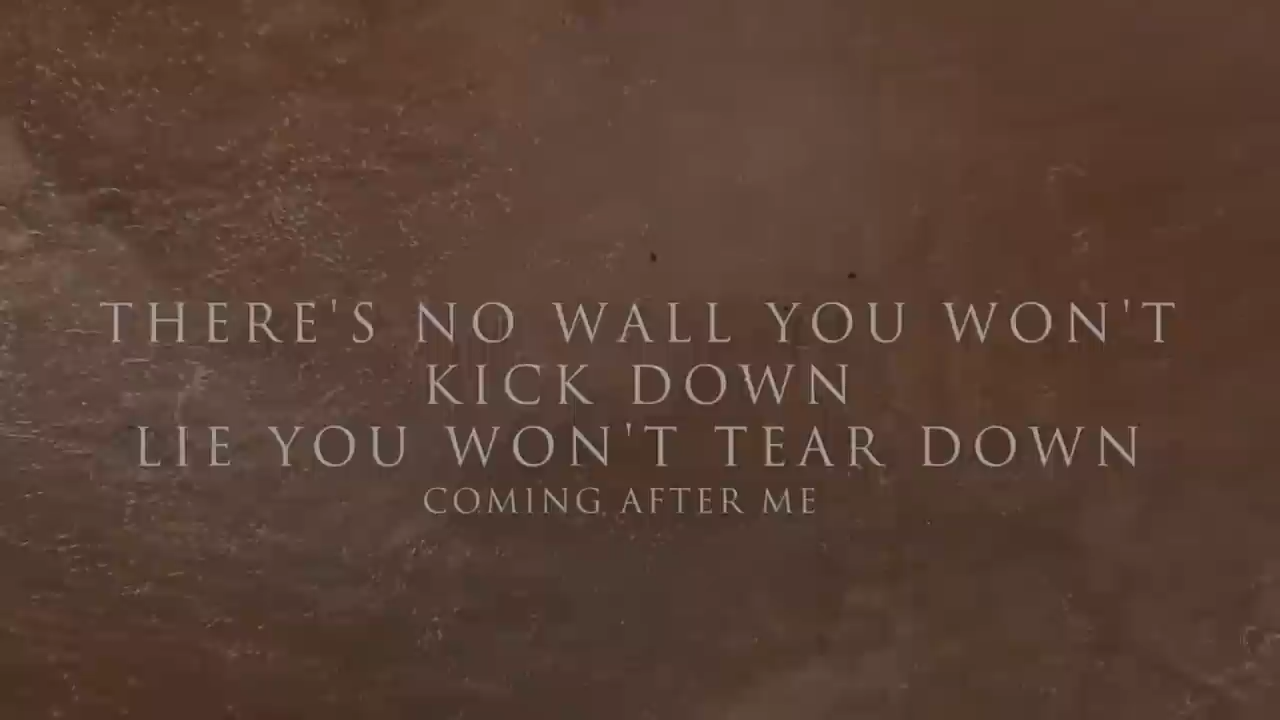 THERE'S NO WALL YOU WON'T
KICK DOWN
LIE YOU WON'T TEAR DOWN
COMING AFTER ME